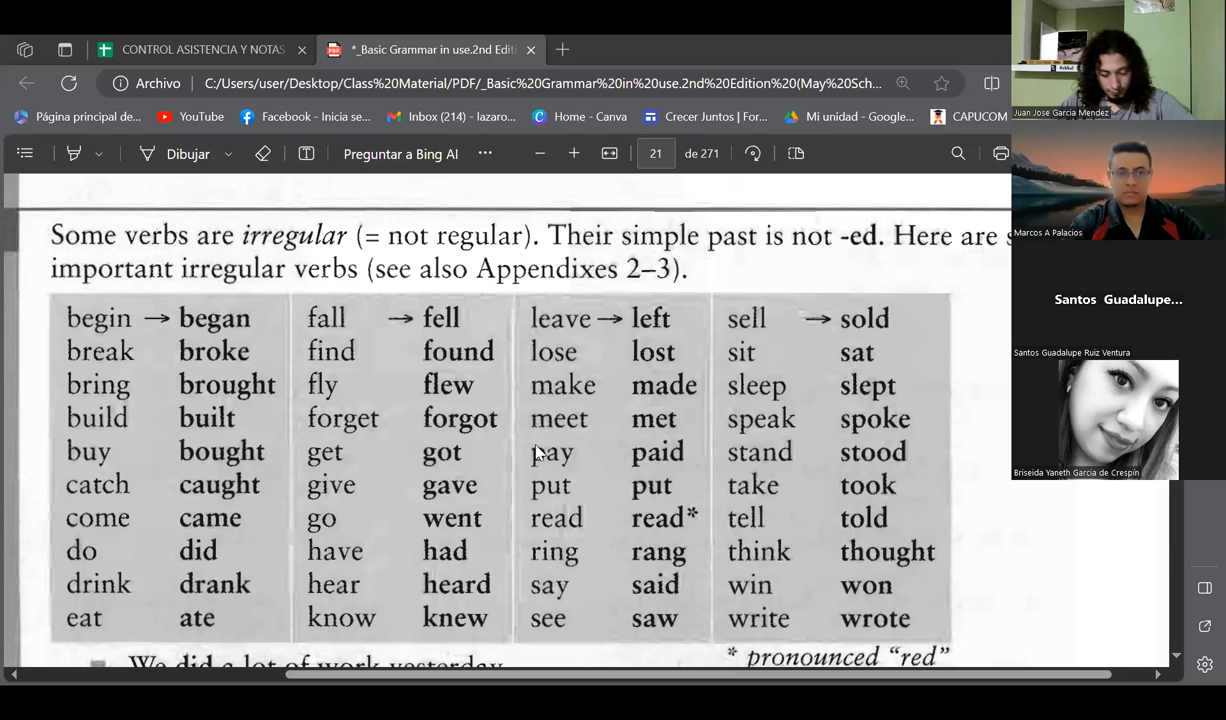 CONTROL ASISTENCIA Y NOTAS
*_Basic Grammar in use.2nd Editi
Archivo
C:/Users/user/Desktop/Class%20Material/PDF/_Basic%20Grammar%20in%20use.2nd%20Edition%20(May%20Sch...
Página principal de...
YouTube
Facebook - Inicia se...
Inbox (214) - lazaro...
Home - Canva
Crecer Juntos | For...
Mi unidad - Google...
CAPUCOM
Dibujar
Preguntar a Bing AI
21
de 271
Some verbs are irregular (= not regular). Their simple past is not -ed. Here are s
important irregular verbs (see also Appendixes 2–3).
begin → began fall → fell leave → left sell → sold
break broke find found lose lost sit sat
bring brought fly flew make made sleep slept
build built forget forgot meet met speak spoke
buy bought get got pay paid stand stood
catch caught give gave put put take took
come came go went read read* tell told
do did have had ring rang think thought
drink drank hear heard say said win won
eat ate know knew see saw write wrote
We did a lot of work yesterday
* pronounced “red”
Juan Jose Garcia Mendez
Marcos A Palacios
Santos Guadalupe...
Santos Guadalupe Ruiz Ventura
Briseida Yaneth Garcia de Crespín